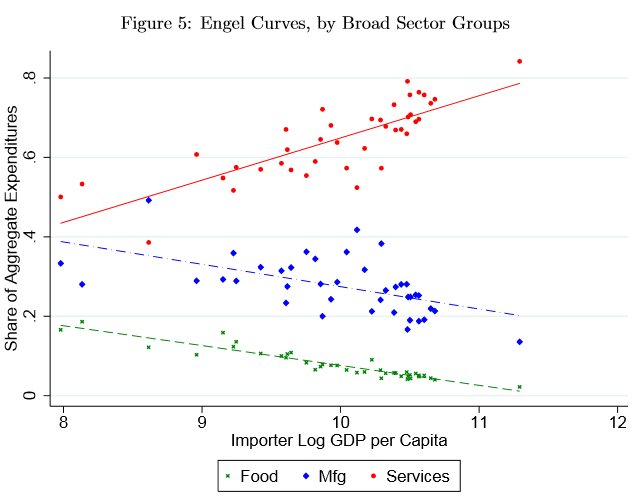 Figure 5: Engel Curves, by Broad Sector Groups
Share of Aggregate Expenditures
.8
.6
.4
.2
0
8 9 10 11 12
Importer Log GDP per Capita
Food Mfg Services